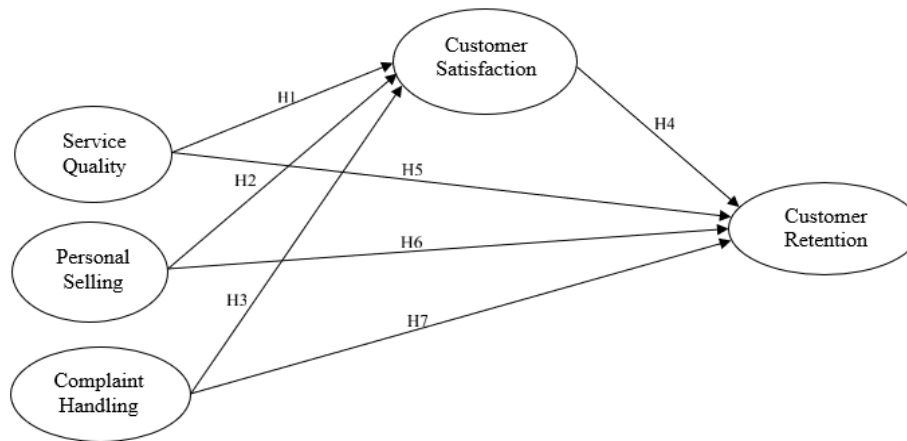 Customer
Satisfaction
H1
H4
Service
Quality
H2
H5
Customer
Retention
Personal
Selling
H6
H3
H7
Complaint
Handling